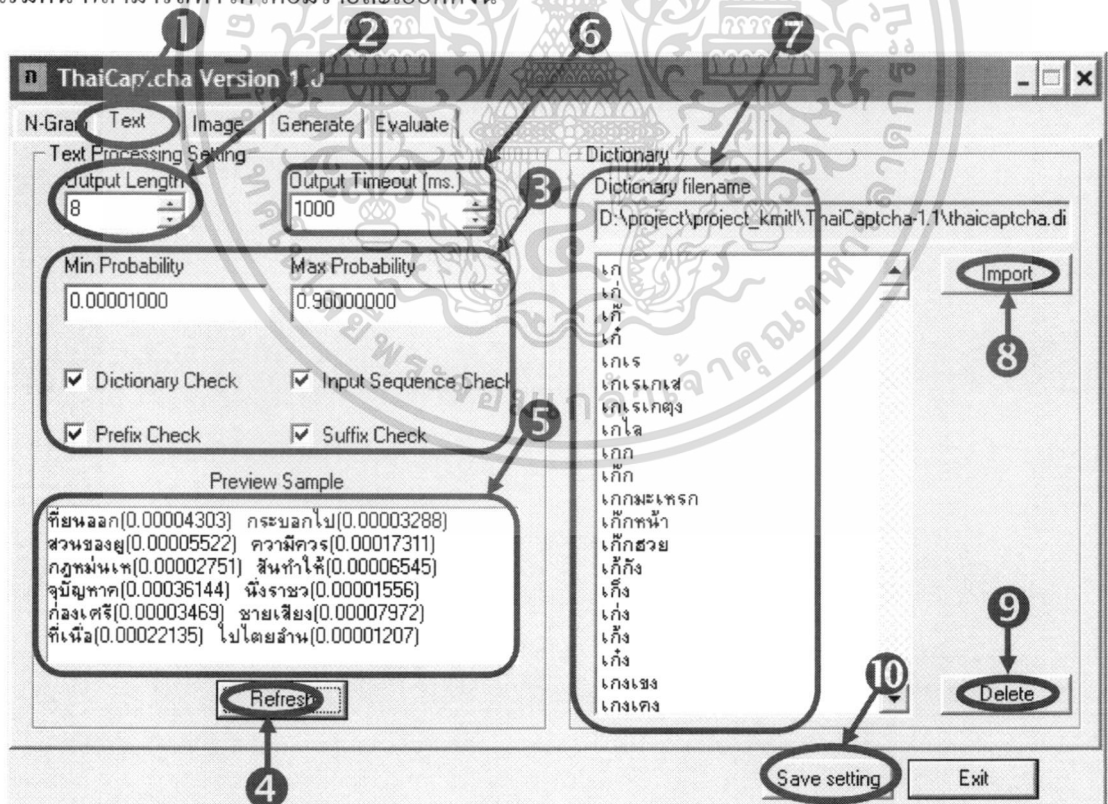 1 2 6 7
ThaiCaptcha Version 1.0
N-Gram Text Image Generate Evaluate
Text Processing Setting
Output Length
8
Output Timeout (ms.)
1000
3
Min Probability Max Probability
0.00001000 0.90000000
Dictionary Check Input Sequence Check
Prefix Check Suffix Check
5
Preview Sample
ที่ยนลอก(0.00004303) กระบอกไป(0.00003288)
สวนของผู(0.00005522) ความีควร(0.00017311)
กฎหม่นเท(0.00002751) สันทำให้(0.00006545)
จุบัญหาค(0.00036144) นึ่งราชว(0.00001556)
ก่องเศรี(0.00003469) ชายเสียง(0.00007972)
ที่เนื่อ(0.00022135) ไปไตยอำน(0.00001207)
Refresh
4
Dictionary
Dictionary filename
D:\project\project_kmitl\ThaiCaptcha-1.1\thaicaptcha.di
เก
เก่
เก๊
เก๋
เกเร
เกเรเกเส
เกเรเกตุง
เกไล
เกก
เก๊ก
เกกมะเหรก
เก๊กหน้า
เก๊กฮวย
เก้กัง
เก็ง
เก่ง
เก้ง
เก๋ง
เกงเขง
เกงเคง
Import
8
9
Delete
10
Save setting Exit